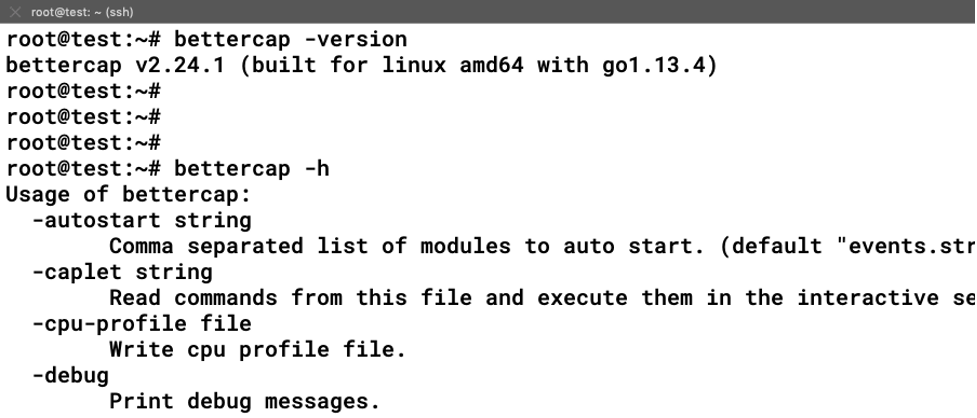 root@test: ~ (ssh)
root@test:~# bettercap -version
bettercap v2.24.1 (built for linux amd64 with go1.13.4)
root@test:~#
root@test:~#
root@test:~#
root@test:~# bettercap -h
Usage of bettercap:
-autostart string
Comma separated list of modules to auto start. (default "events.str
-caplet string
Read commands from this file and execute them in the interactive se
-cpu-profile file
Write cpu profile file.
-debug
Print debug messages.